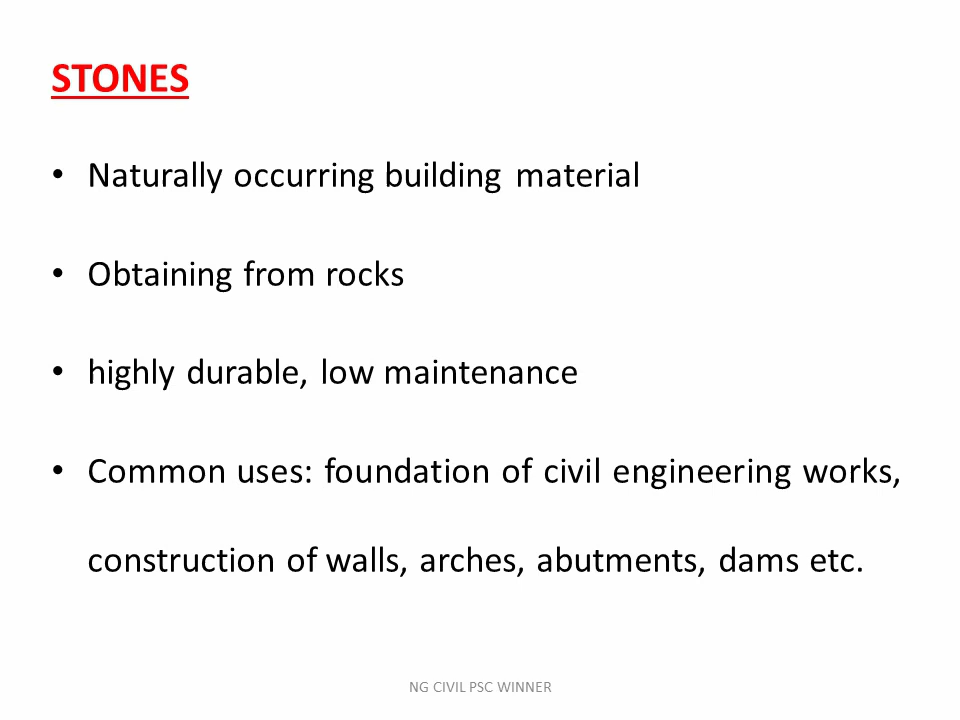 STONES
• Naturally occurring building material
• Obtaining from rocks
• highly durable, low maintenance
• Common uses: foundation of civil engineering works,
construction of walls, arches, abutments, dams etc.
NG CIVIL PSC WINNER